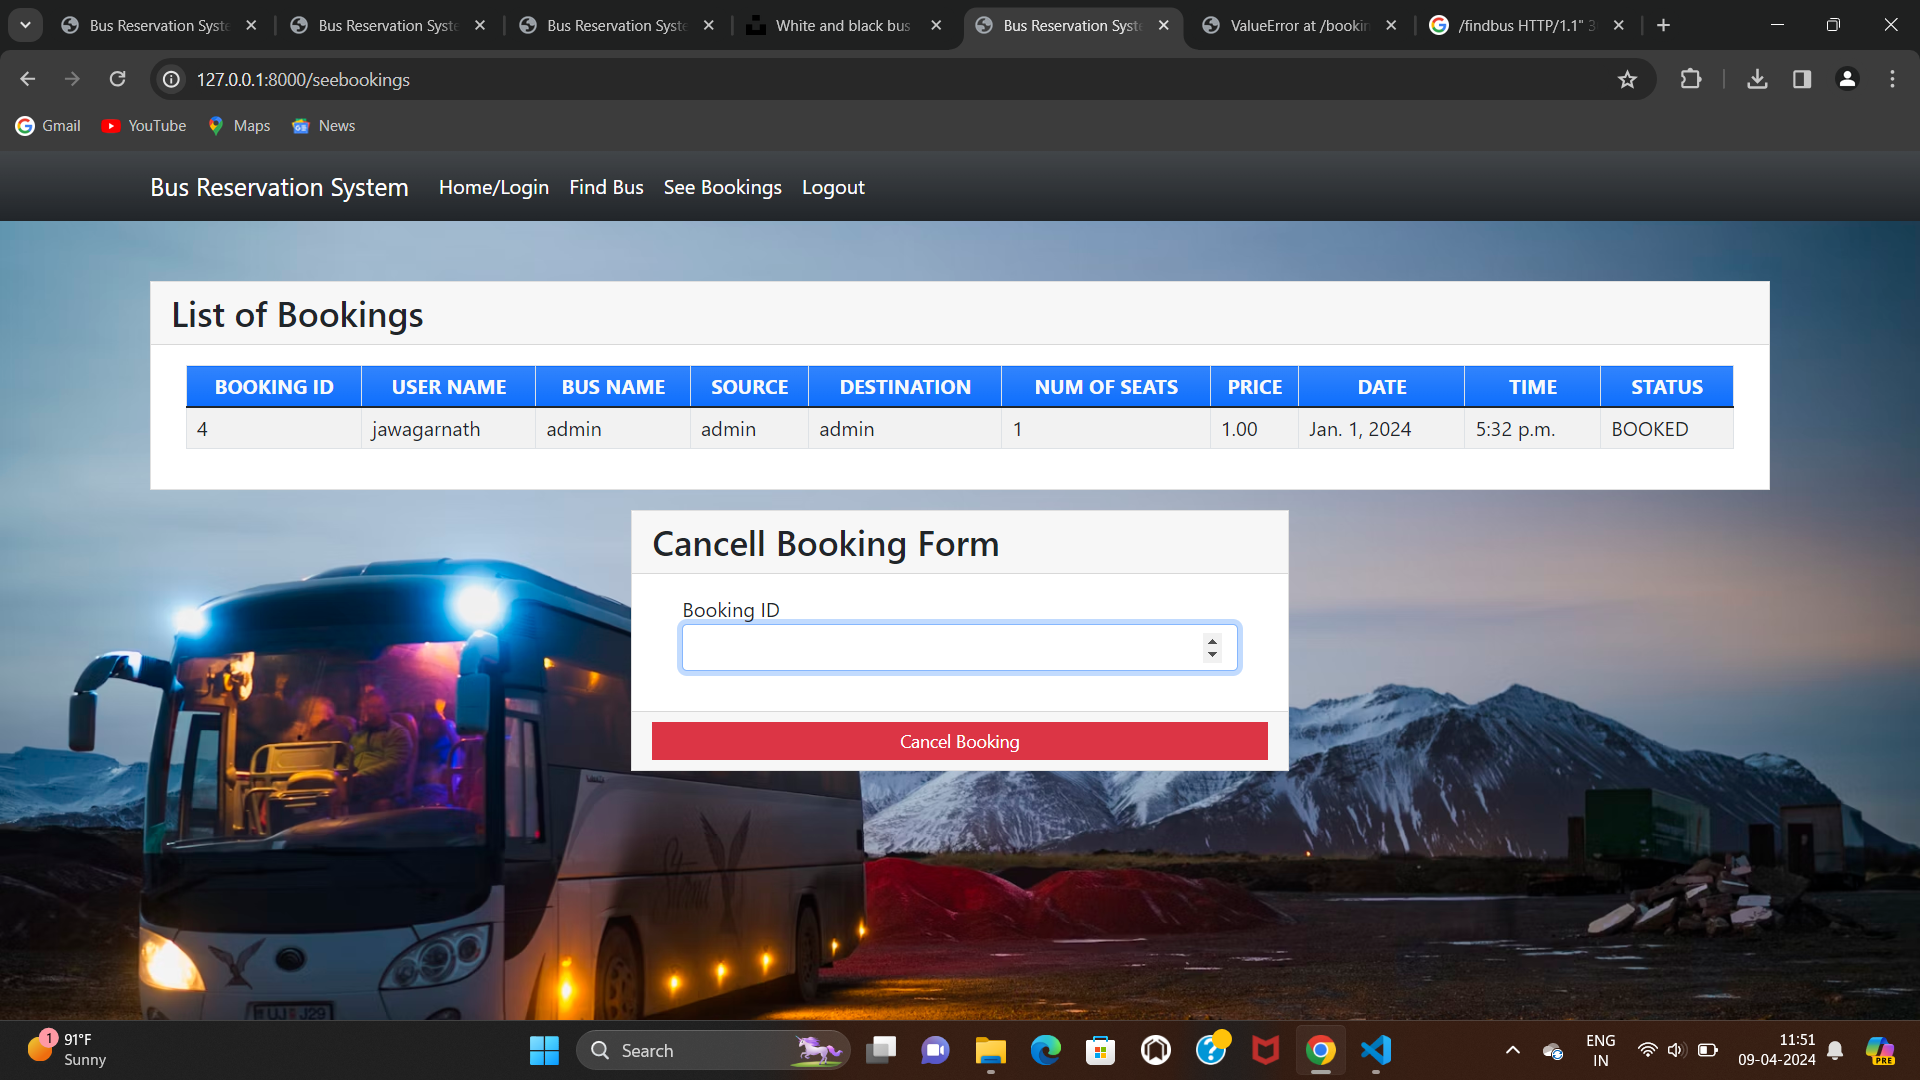 Bus Reservation Syste
Bus Reservation Syste
Bus Reservation Syste
White and black bus
Bus Reservation Syste
ValueError at /bookin
/findbus HTTP/1.1" 3
127.0.0.1:8000/seebookings
Gmail
YouTube
Maps
News
Bus Reservation System
Home/Login
Find Bus
See Bookings
Logout
List of Bookings
BOOKING ID USER NAME BUS NAME SOURCE DESTINATION NUM OF SEATS PRICE DATE TIME STATUS
4 jawagarnath admin admin admin 1 1.00 Jan. 1, 2024 5:32 p.m. BOOKED
Cancell Booking Form
Booking ID
Cancel Booking
1
91°F
Sunny
Search
ENG
IN
11:51
09-04-2024
PRE